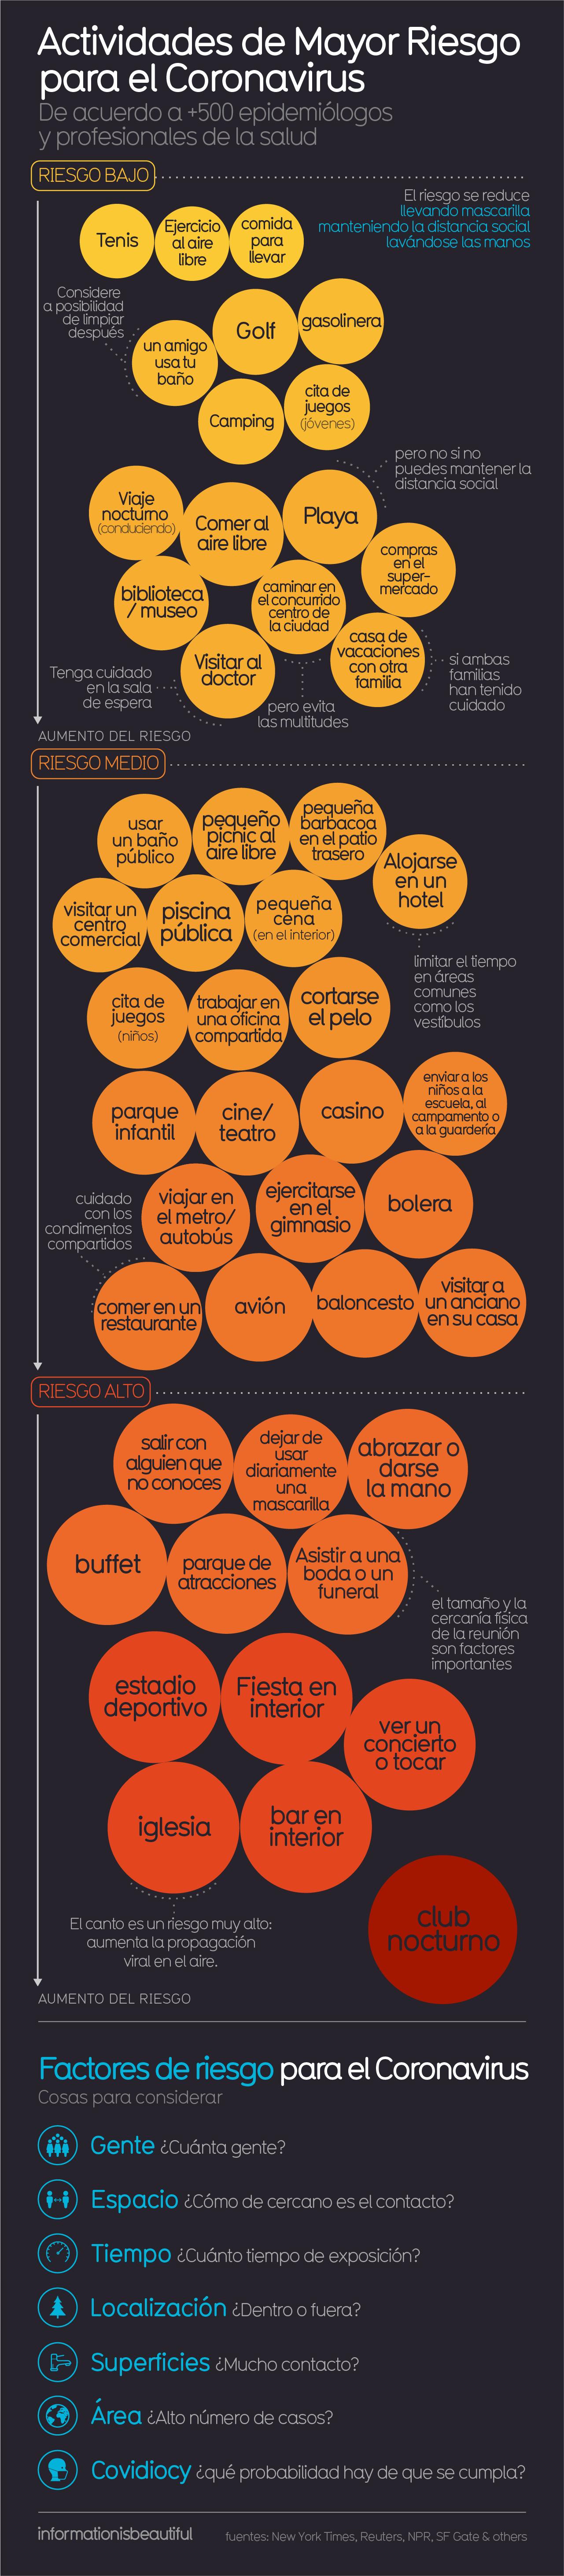 Actividades de Mayor Riesgo
para el Coronavirus
De acuerdo a +500 epidemiólogos
y profesionales de la salud
RIESGO BAJO
El riesgo se reduce
llevando mascarilla
manteniendo la distancia social
lavándose las manos
Tenis
Ejercicio
al aire
libre
comida
para
llevar
Considere
a posibilidad
de limpiar
después
un amigo
usa tu
baño
Golf
gasolinera
Camping
cita de
juegos
(jóvenes)
pero no si no
puedes mantener la
distancia social
Viaje
nocturno
(conduciendo)
Comer al
aire libre
Playa
compras
en el
super-
mercado
biblioteca
/ museo
caminar en
el concurrido
centro de
la ciudad
casa de
vacaciones
con otra
familia
Visitar al
doctor
si ambas
familias
han tenido
cuidado
Tenga cuidado
en la sala
de espera
pero evita
las multitudes
AUMENTO DEL RIESGO
RIESGO MEDIO
usar
un baño
público
pequeño
picnic al
aire libre
pequeña
barbacoa
en el patio
trasero
Alojarse
en un
hotel
visitar un
centro
comercial
piscina
pública
pequeña
cena
(en el interior)
limitar el tiempo
en áreas
comunes
como los
vestíbulos
cita de
juegos
(niños)
trabajar en
una oficina
compartida
cortarse
el pelo
parque
infantil
cine/
teatro
casino
enviar a los
niños a la
escuela, al
campamento o
a la guardería
cuidado
con los
condimentos
compartidos
viajar en
el metro/
autobús
ejercitarse
en el
gimnasio
bolera
comer en un
restaurante
avión
baloncesto
visitar a
un anciano
en su casa
RIESGO ALTO
salir con
alguien que
no conoces
dejar de
usar
diariamente
una
mascarilla
abrazar o
darse
la mano
buffet
parque de
atracciones
Asistir a una
boda o un
funeral
el tamaño y la
cercanía física
de la reunión
son factores
importantes
estadio
deportivo
Fiesta en
interior
ver un
concierto
o tocar
iglesia
bar en
interior
club
nocturno
El canto es un riesgo muy alto:
aumenta la propagación
viral en el aire.
AUMENTO DEL RIESGO
Factores de riesgo para el Coronavirus
Cosas para considerar
Gente ¿Cuánta gente?
Espacio ¿Cómo de cercano es el contacto?
Tiempo ¿Cuánto tiempo de exposición?
Localización ¿Dentro o fuera?
Superficies ¿Mucho contacto?
Área ¿Alto número de casos?
Covidiocy ¿qué probabilidad hay de que se cumpla?
informationisbeautiful
fuentes: New York Times, Reuters, NPR, SF Gate & others